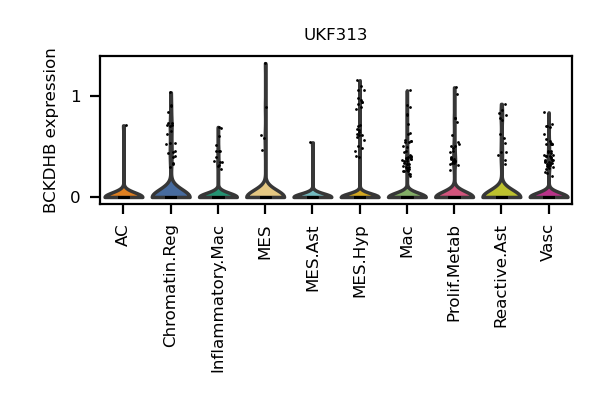 UKF313
BCKDHB expression
1
0
AC
Chromatin.Reg
Inflammatory.Mac
MES
MES.Ast
MES.Hyp
Mac
Prolif.Metab
Reactive.Ast
Vasc